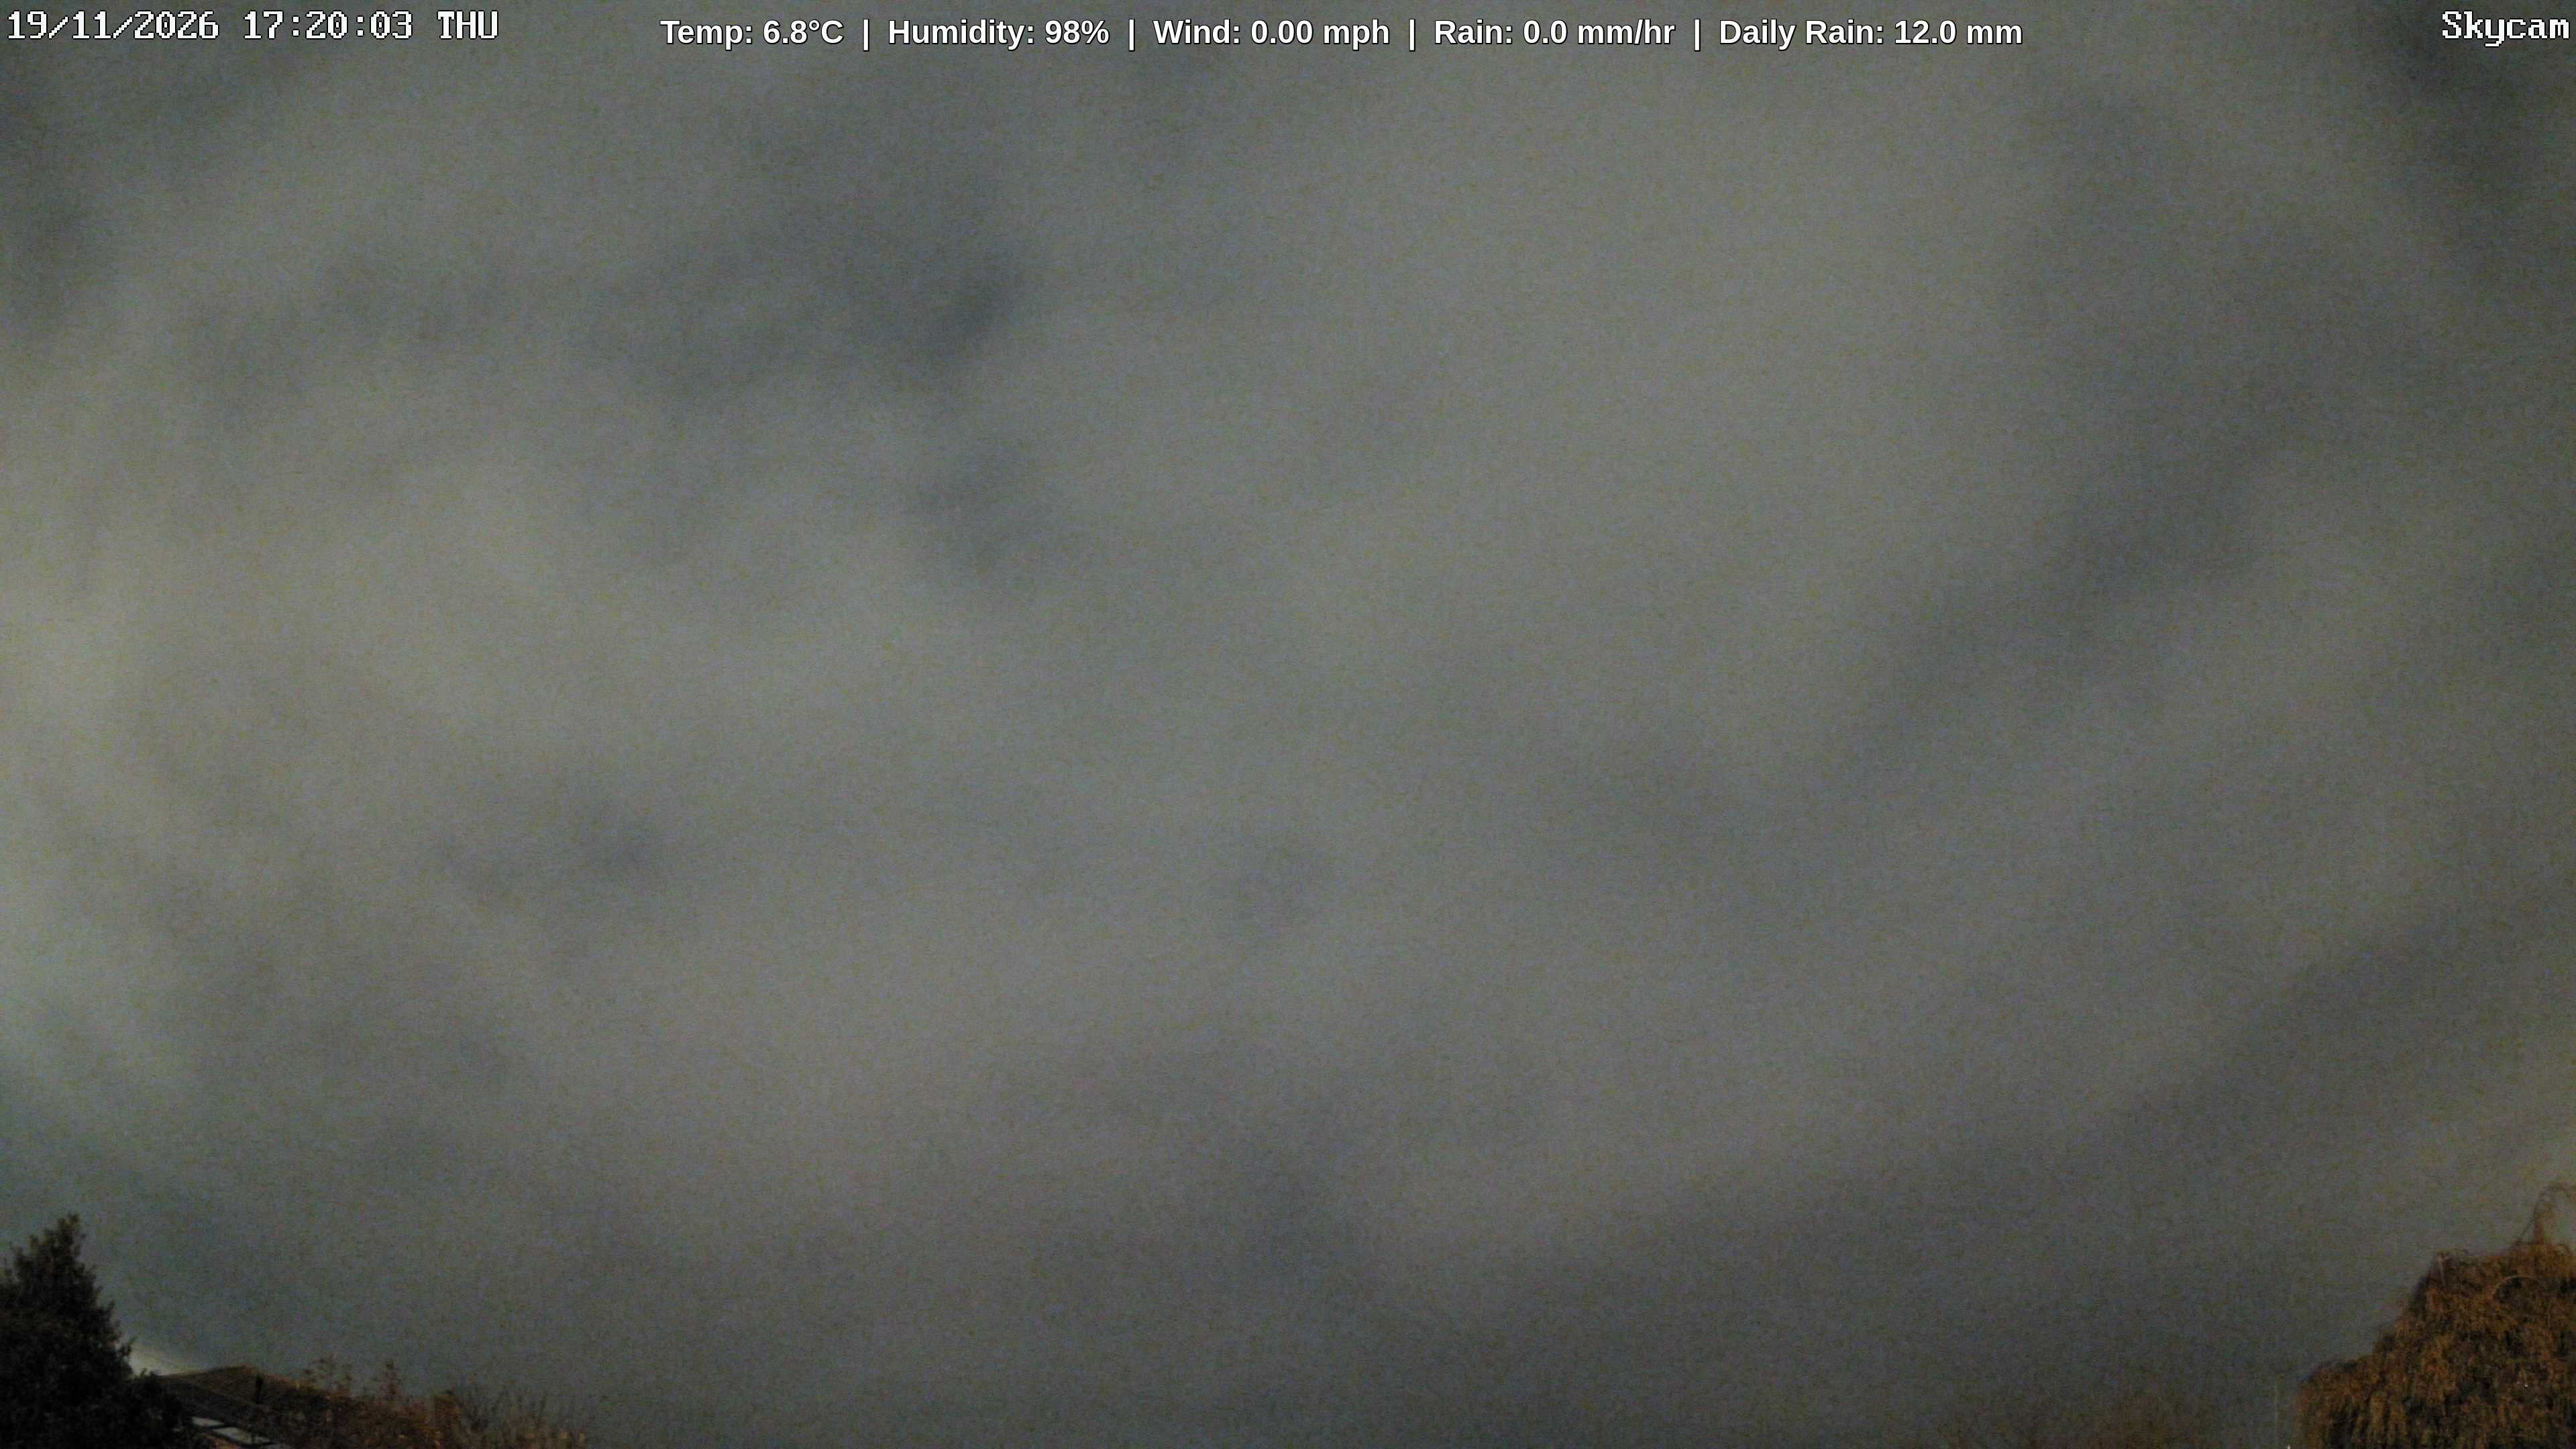 19/11/2026 17:20:03 THU
Temp: 6.8°C | Humidity: 98% | Wind: 0.00 mph | Rain: 0.0 mm/hr | Daily Rain: 12.0 mm
Skycam